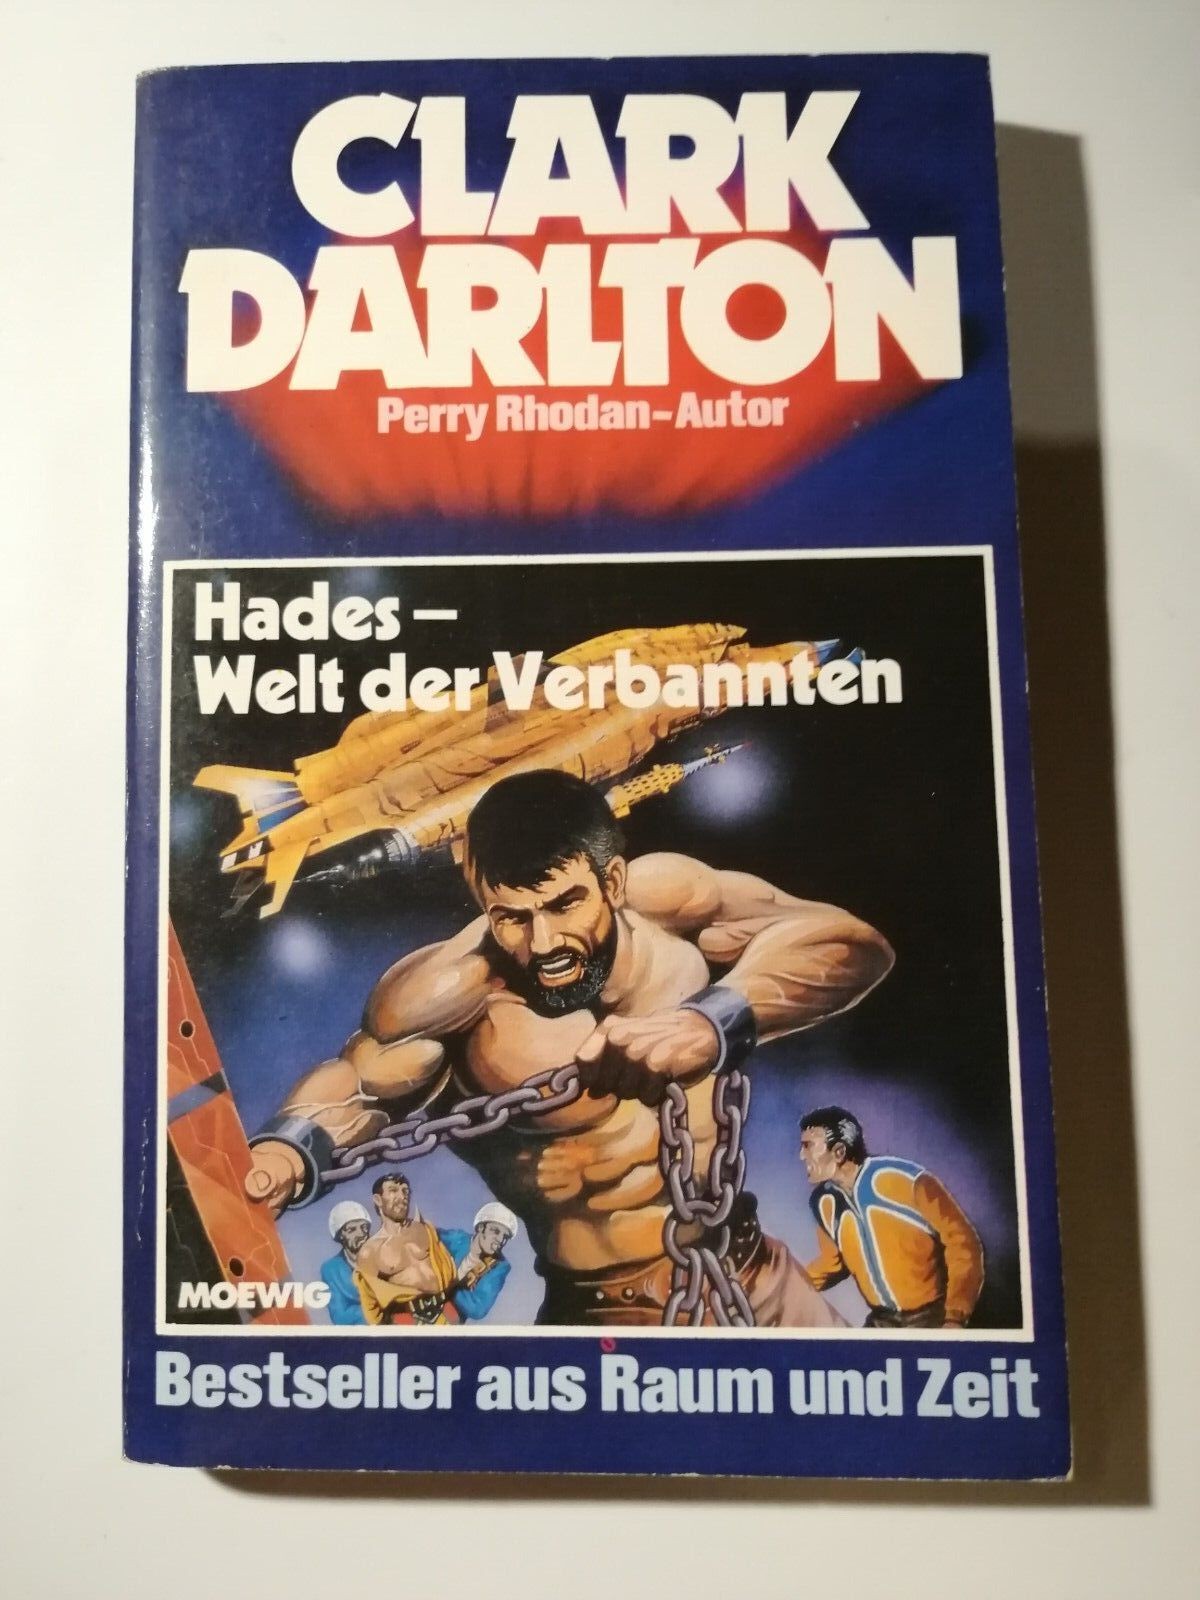 CLARK
DARLTON
Perry Rhodan-Autor
Hades –
Welt der Verbannten
MOEWIG
Bestseller aus Raum und Zeit